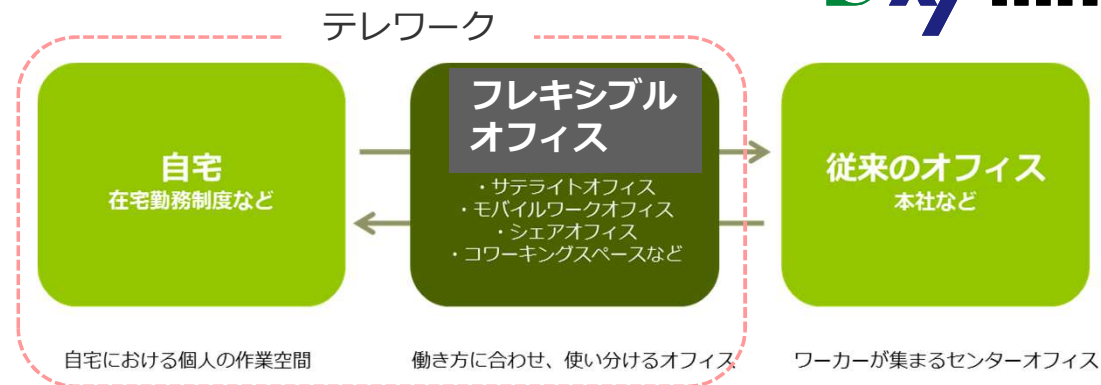 テレワーク
自宅
在宅勤務制度など
フレキシブル
オフィス
・サテライトオフィス
・モバイルワークオフィス
・シェアオフィス
・コワーキングスペースなど
従来のオフィス
本社など
自宅における個人の作業空間
働き方に合わせ、使い分けるオフィス
ワーカーが集まるセンターオフィス